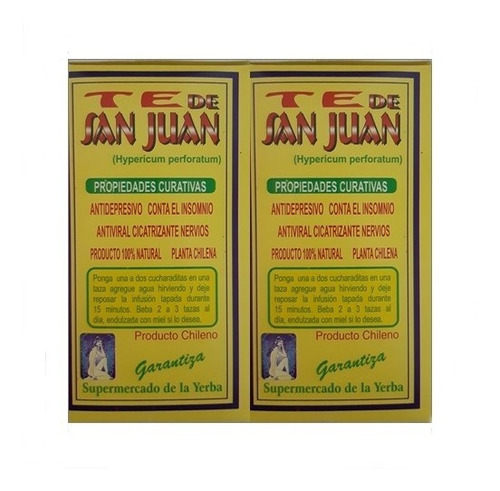 TE DE
SAN JUAN
(Hypericum perforatum)
PROPIEDADES CURATIVAS
ANTIDEPRESIVO CONTA EL INSOMNIO
ANTIVIRAL CICATRIZANTE NERVIOS
PRODUCTO 100% NATURAL PLANTA CHILENA
Ponga una a dos cucharáditas en una
taza agregue agua hirviendo y deje
reposar la infusión tapada durante
15 minutos. Beba 2 a 3 tazas al
día, endulzada con miel si lo desea.
Producto Chileno
Garantiza
Supermercado de la Yerba
TE DE
SAN JUAN
(Hypericum perforatum)
PROPIEDADES CURATIVAS
ANTIDEPRESIVO CONTA EL INSOMNIO
ANTIVIRAL CICATRIZANTE NERVIOS
PRODUCTO 100% NATURAL PLANTA CHILENA
Ponga una a dos cucharáditas en una
taza agregue agua hirviendo y deje
reposar la infusión tapada durante
15 minutos. Beba 2 a 3 tazas al
día, endulzada con miel si lo desea.
Producto Chileno
Garantiza
Supermercado de la Yerba